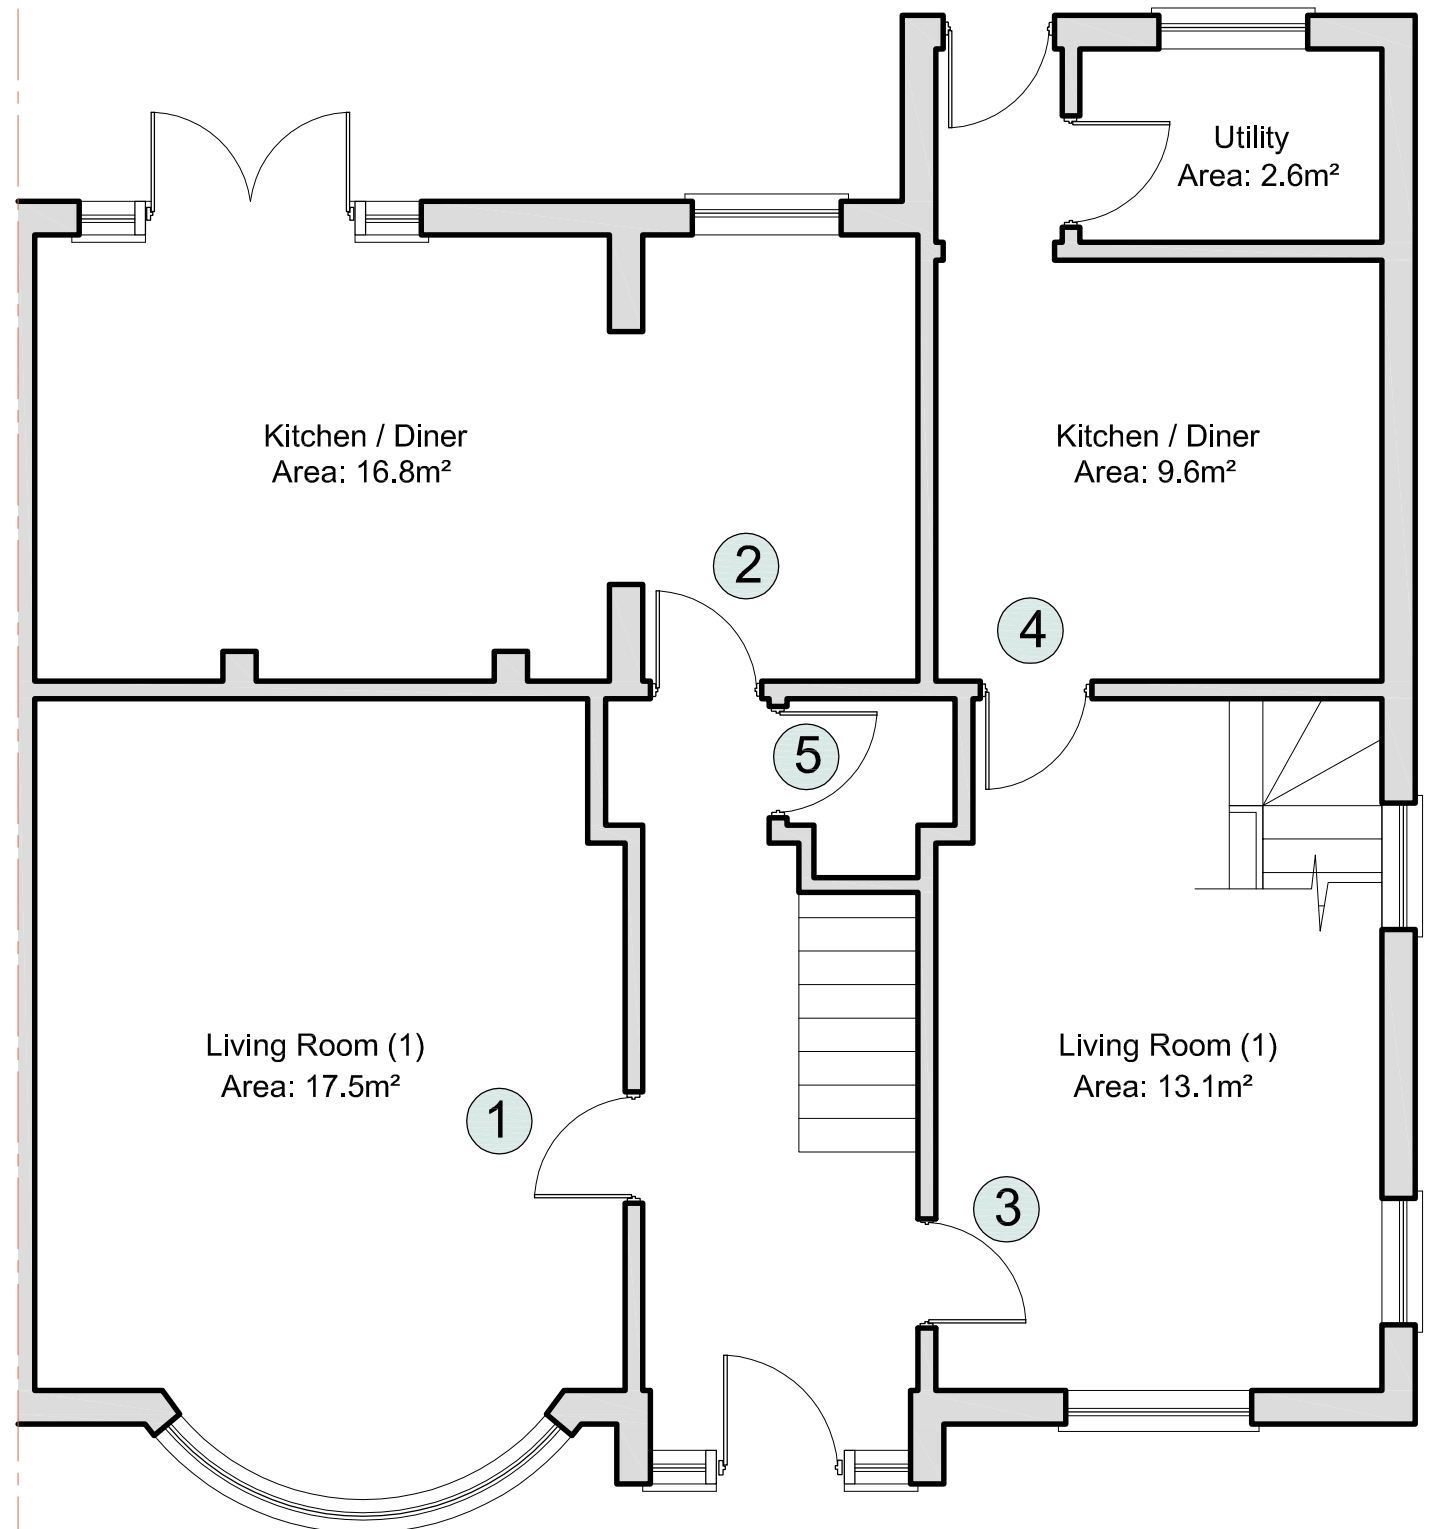 Utility
Area: 2.6m²
Kitchen / Diner
Area: 16.8m²
Kitchen / Diner
Area: 9.6m²
2
4
5
Living Room (1)
Area: 17.5m²
Living Room (1)
Area: 13.1m²
1
3